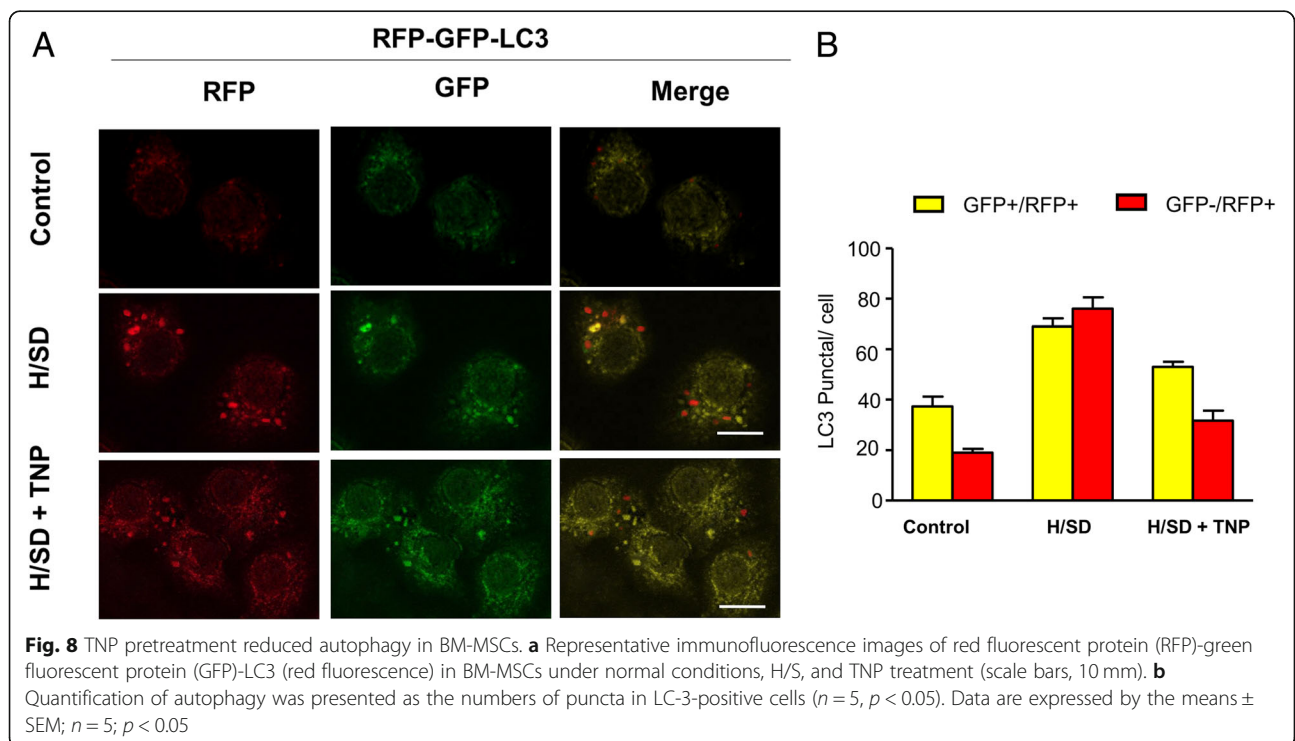 A
RFP-GFP-LC3
RFP GFP Merge
Control
H/SD
H/SD + TNP
B
GFP+/RFP+ GFP-/RFP+
LC3 Punctal/ cell
100
80
60
40
20
0
Control H/SD H/SD + TNP
Fig. 8 TNP pretreatment reduced autophagy in BM-MSCs. a Representative immunofluorescence images of red fluorescent protein (RFP)-green
fluorescent protein (GFP)-LC3 (red fluorescence) in BM-MSCs under normal conditions, H/S, and TNP treatment (scale bars, 10 mm). b
Quantification of autophagy was presented as the numbers of puncta in LC-3-positive cells (n = 5, p < 0.05). Data are expressed by the means ±
SEM; n = 5; p < 0.05